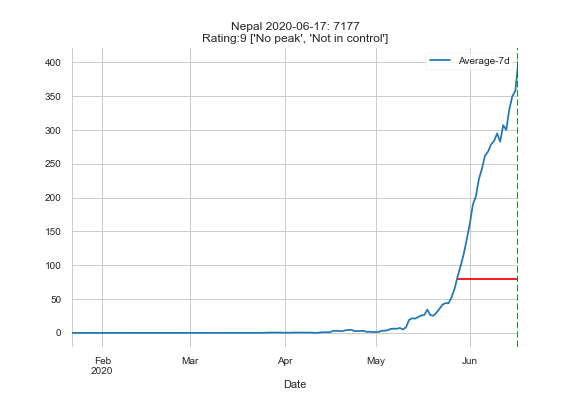 Nepal 2020-06-17: 7177
Rating:9 ['No peak', 'Not in control']
Average-7d
400
350
300
250
200
150
100
50
0
Feb
2020
Mar
Apr
May
Jun
Date